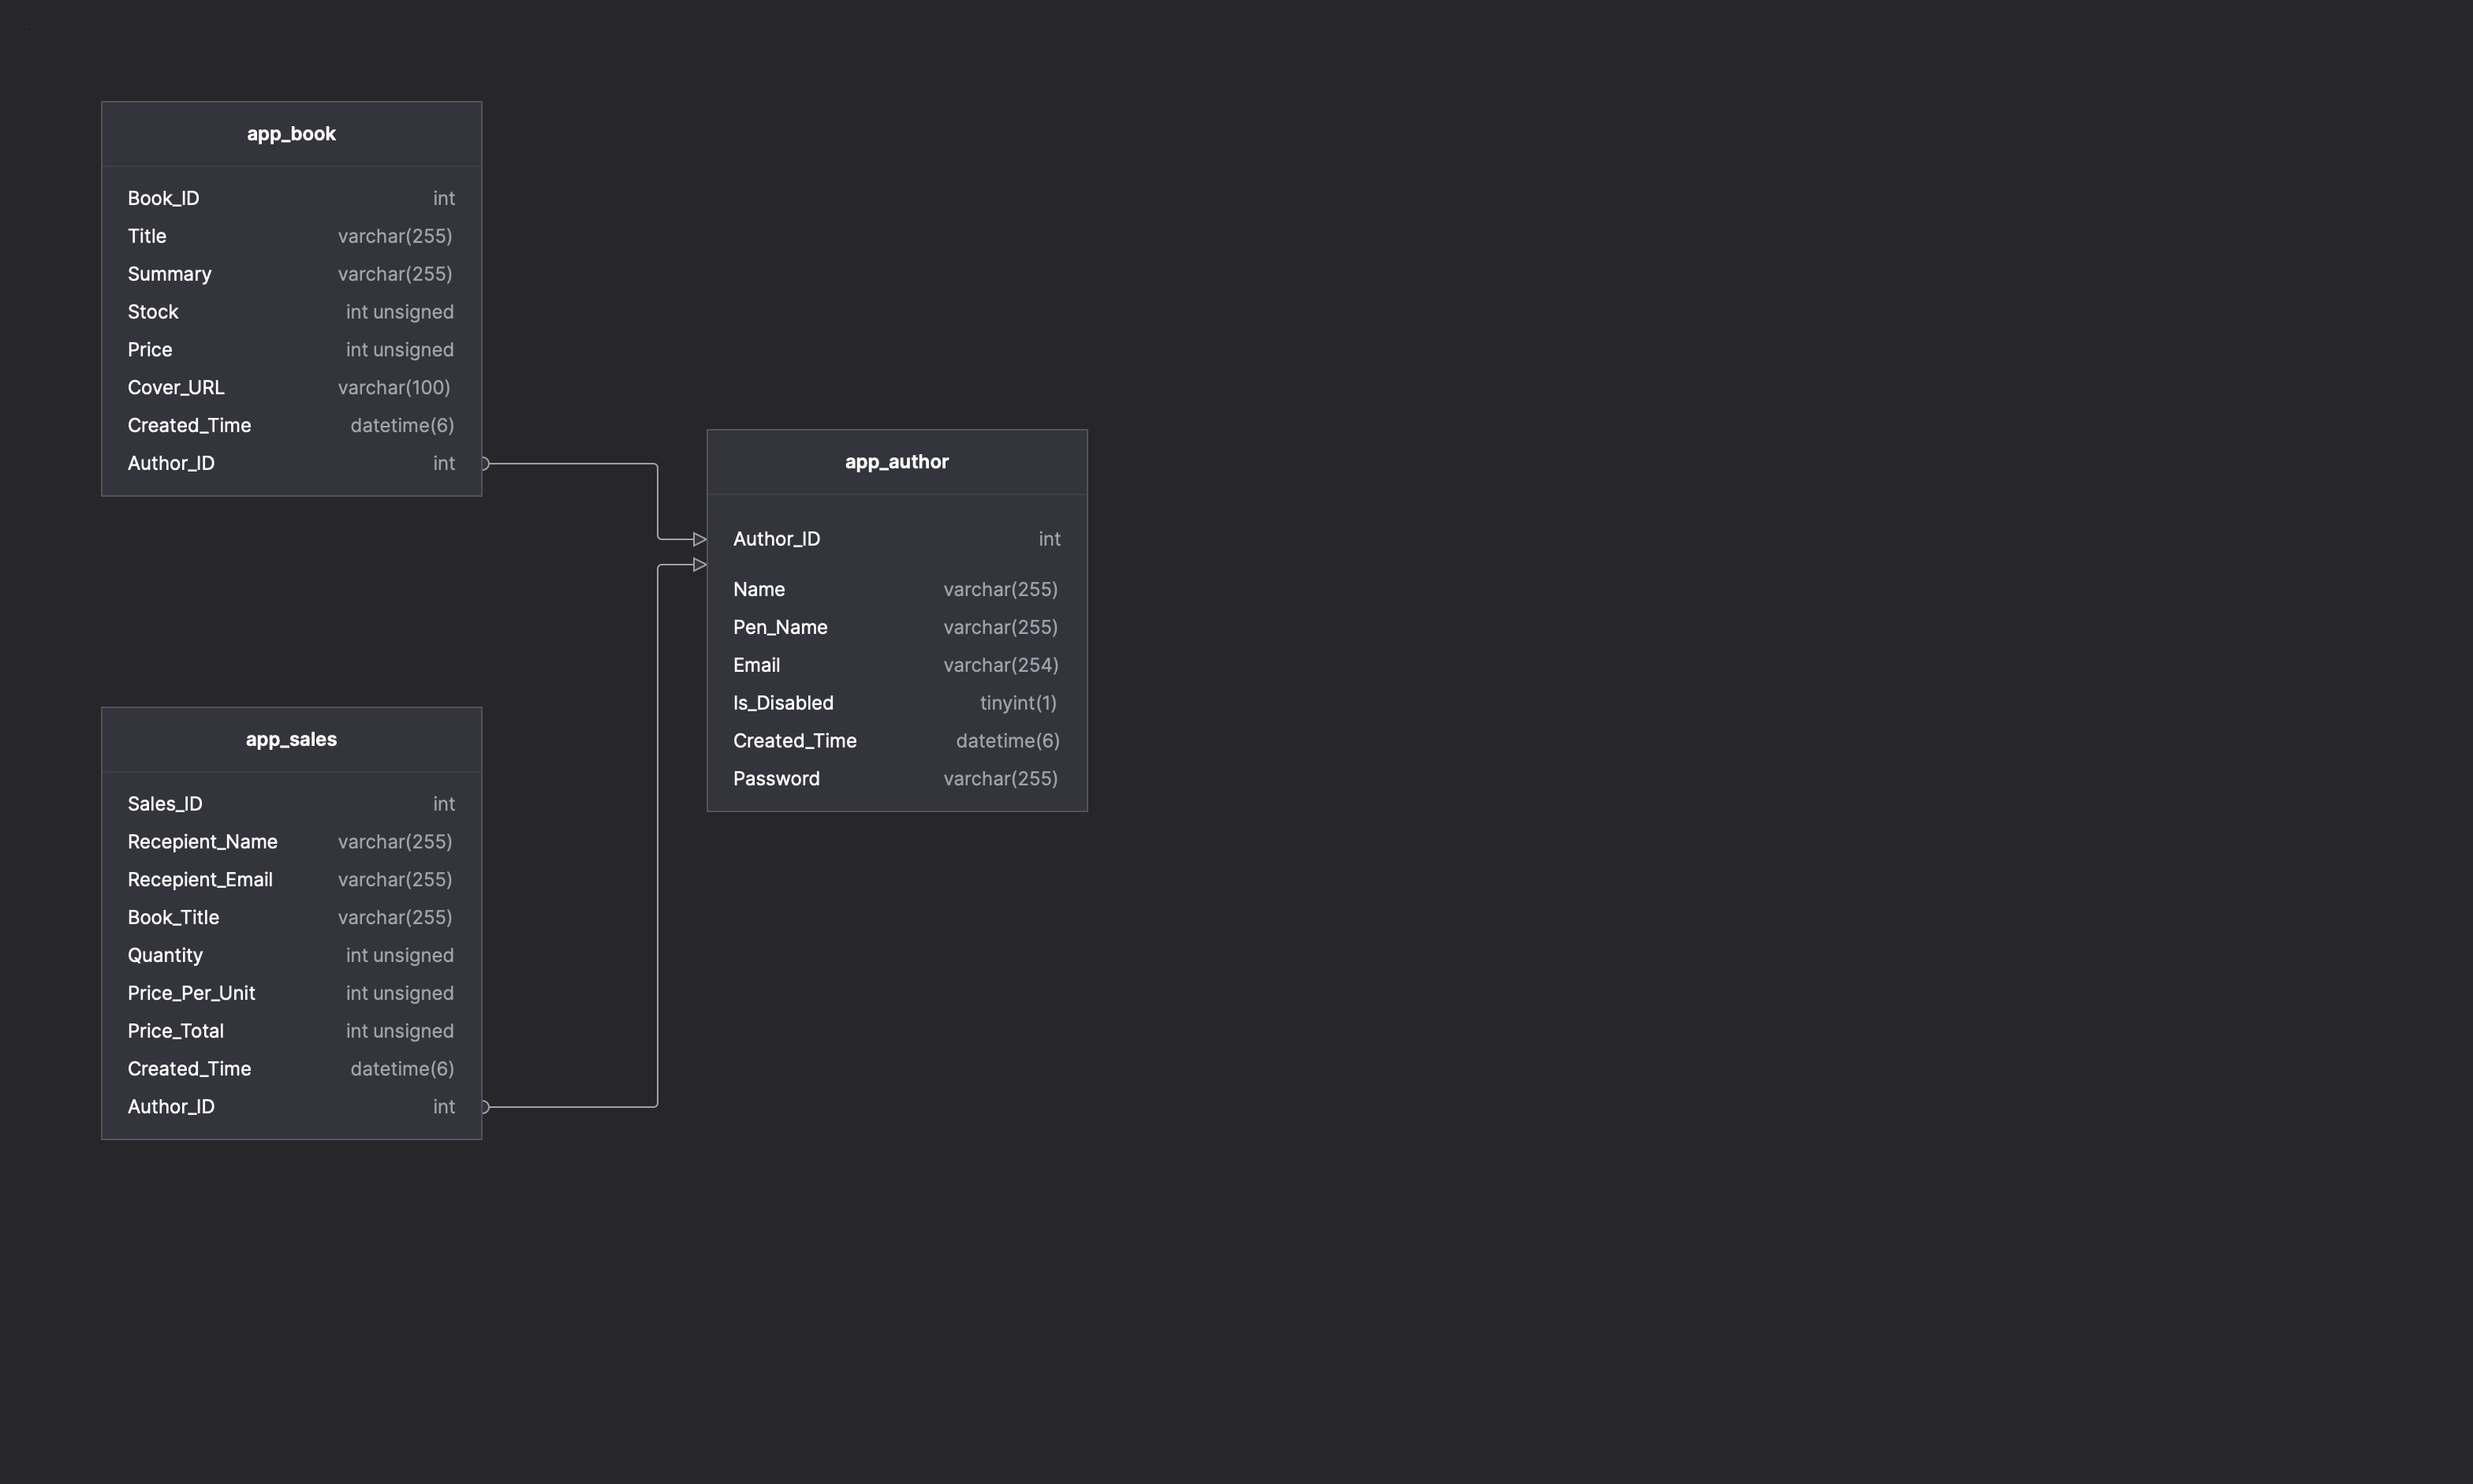 app_book
Book_ID int
Title varchar(255)
Summary varchar(255)
Stock int unsigned
Price int unsigned
Cover_URL varchar(100)
Created_Time datetime(6)
Author_ID int
app_author
Author_ID int
Name varchar(255)
Pen_Name varchar(255)
Email varchar(254)
Is_Disabled tinyint(1)
Created_Time datetime(6)
Password varchar(255)
app_sales
Sales_ID int
Recepient_Name varchar(255)
Recepient_Email varchar(255)
Book_Title varchar(255)
Quantity int unsigned
Price_Per_Unit int unsigned
Price_Total int unsigned
Created_Time datetime(6)
Author_ID int